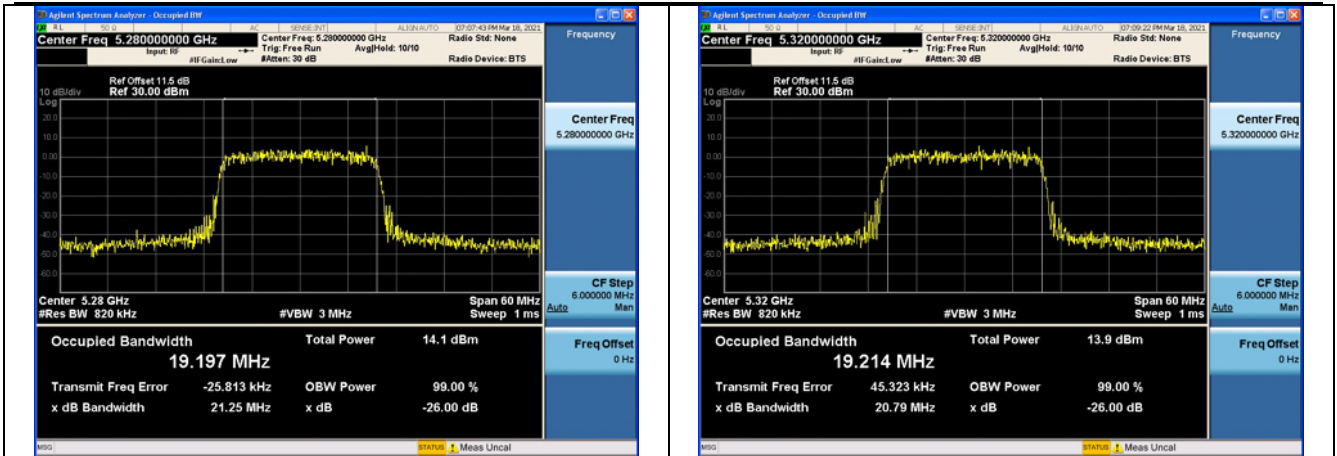 Agilent Spectrum Analyzer - Occupied BW
RL 50 Ω AC SENSE:INT ALIGN AUTO 07:07:43 PM Mar 18, 2021
Center Freq 5.280000000 GHz
Input: RF
#IFGain:Low
Center Freq: 5.280000000 GHz
Trig: Free Run Avg|Hold: 10/10
#Atten: 30 dB
Radio Std: None
Radio Device: BTS
Ref Offset 11.5 dB
10 dB/div Ref 30.00 dBm
Log
20.0
10.0
0.00
-10.0
-20.0
-30.0
-40.0
-50.0
-60.0
Center 5.28 GHz Span 60 MHz
#Res BW 820 kHz #VBW 3 MHz Sweep 1 ms
Occupied Bandwidth Total Power 14.1 dBm
19.197 MHz
Transmit Freq Error -25.813 kHz OBW Power 99.00 %
x dB Bandwidth 21.25 MHz x dB -26.00 dB
MSG STATUS Meas Uncal
Frequency
Center Freq
5.280000000 GHz
CF Step
6.000000 MHz
Auto Man
Freq Offset
0 Hz
Agilent Spectrum Analyzer - Occupied BW
RL 50 Ω AC SENSE:INT ALIGN AUTO 07:09:22 PM Mar 18, 2021
Center Freq 5.320000000 GHz
Input: RF
#IFGain:Low
Center Freq: 5.320000000 GHz
Trig: Free Run Avg|Hold: 10/10
#Atten: 30 dB
Radio Std: None
Radio Device: BTS
Ref Offset 11.5 dB
10 dB/div Ref 30.00 dBm
Log
20.0
10.0
0.00
-10.0
-20.0
-30.0
-40.0
-50.0
-60.0
Center 5.32 GHz Span 60 MHz
#Res BW 820 kHz #VBW 3 MHz Sweep 1 ms
Occupied Bandwidth Total Power 13.9 dBm
19.214 MHz
Transmit Freq Error 45.323 kHz OBW Power 99.00 %
x dB Bandwidth 20.79 MHz x dB -26.00 dB
MSG STATUS Meas Uncal
Frequency
Center Freq
5.320000000 GHz
CF Step
6.000000 MHz
Auto Man
Freq Offset
0 Hz